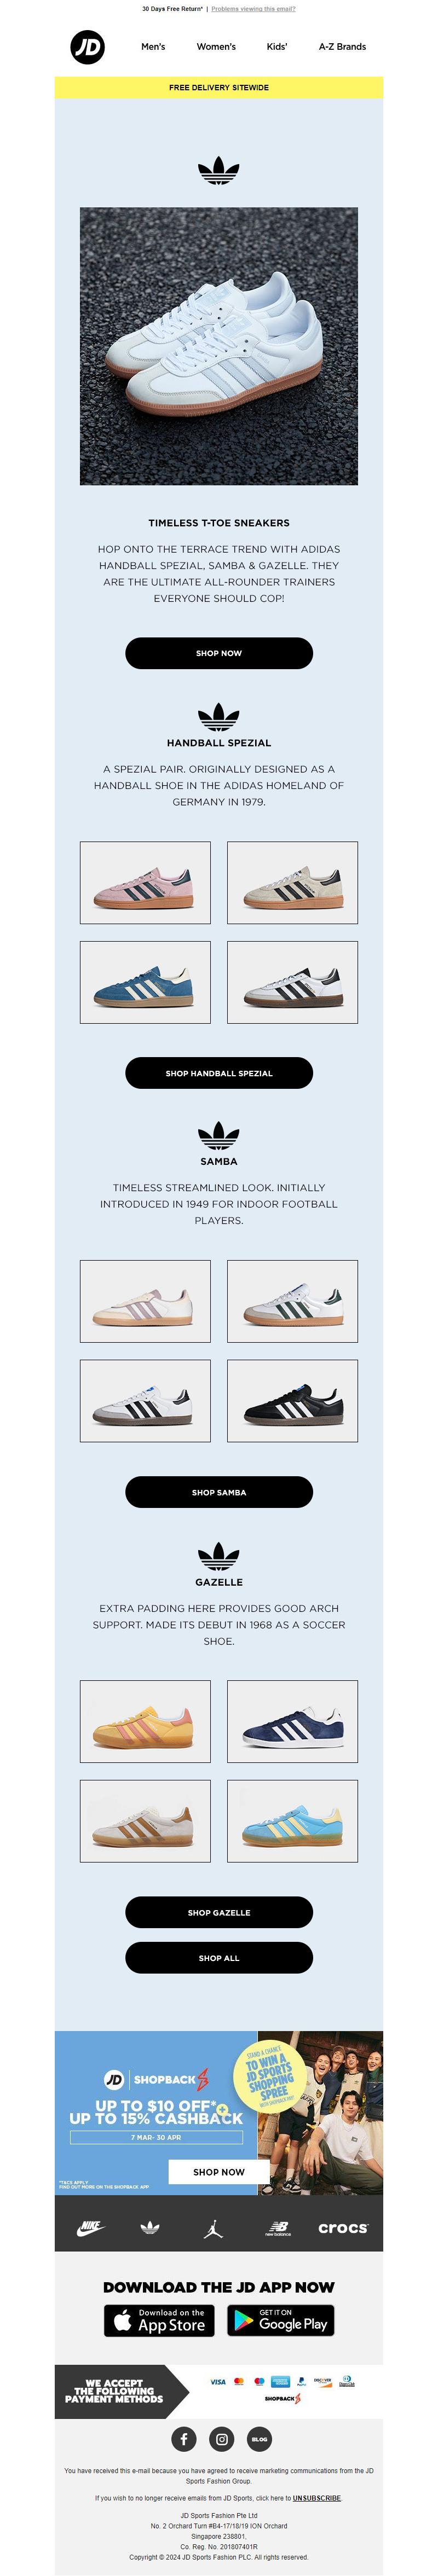 30 Days Free Return* | Problems viewing this email?
JD
Men's Women's Kids' A-Z Brands
FREE DELIVERY SITEWIDE
TIMELESS T-TOE SNEAKERS
HOP ONTO THE TERRACE TREND WITH ADIDAS
HANDBALL SPEZIAL, SAMBA & GAZELLE. THEY
ARE THE ULTIMATE ALL-ROUNDER TRAINERS
EVERYONE SHOULD COP!
SHOP NOW
HANDBALL SPEZIAL
A SPEZIAL PAIR. ORIGINALLY DESIGNED AS A
HANDBALL SHOE IN THE ADIDAS HOMELAND OF
GERMANY IN 1979.
SHOP HANDBALL SPEZIAL
SAMBA
TIMELESS STREAMLINED LOOK. INITIALLY
INTRODUCED IN 1949 FOR INDOOR FOOTBALL
PLAYERS.
SHOP SAMBA
GAZELLE
EXTRA PADDING HERE PROVIDES GOOD ARCH
SUPPORT. MADE ITS DEBUT IN 1968 AS A SOCCER
SHOE.
SHOP GAZELLE
SHOP ALL
JD | SHOPBACK
STAND A CHANCE
TO WIN A
JD SPORTS
SHOPPING
SPREE
WITH SHOPBACK PAY!
UP TO $10 OFF*
UP TO 15% CASHBACK
7 MAR- 30 APR
SHOP NOW
*T&CS APPLY
FIND OUT MORE ON THE SHOPBACK APP
NIKE
new balance
crocs
DOWNLOAD THE JD APP NOW
Download on the
App Store
GET IT ON
Google Play
WE ACCEPT
THE FOLLOWING
PAYMENT METHODS
VISA
PayPal
DISCOVER
SHOPBACK
BLOG
You have received this e-mail because you have agreed to receive marketing communications from the JD
Sports Fashion Group.
If you wish to no longer receive emails from JD Sports, click here to UNSUBSCRIBE.
JD Sports Fashion Pte Ltd
No. 2 Orchard Turn #B4-17/18/19 ION Orchard
Singapore 238801,
Co. Reg. No. 201807401R
Copyright © 2024 JD Sports Fashion PLC. All rights reserved.